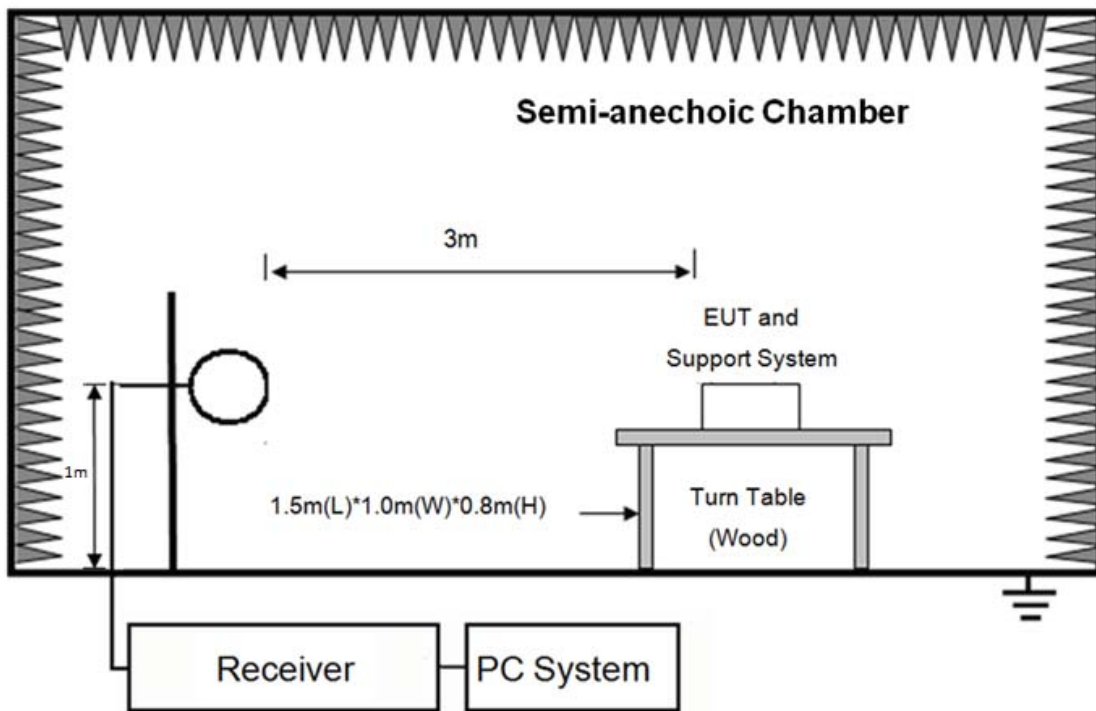 Semi-anechoic Chamber
3m
EUT and
Support System
1m
1.5m(L)*1.0m(W)*0.8m(H)
Turn Table
(Wood)
Receiver
PC System